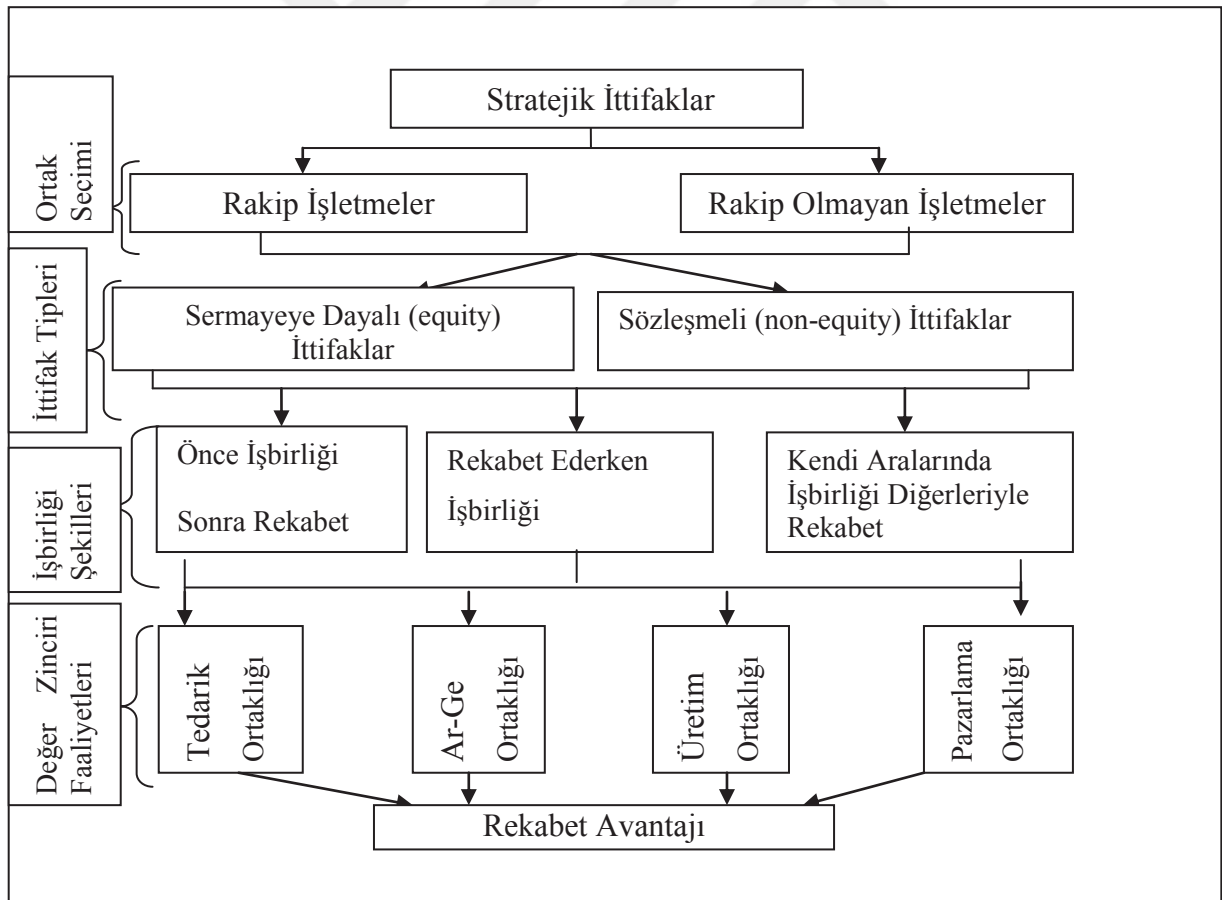 Stratejik İttifaklar
Ortak
Seçimi
Rakip İşletmeler
Rakip Olmayan İşletmeler
İttifak Tipleri
Sermayeye Dayalı (equity)
İttifaklar
Sözleşmeli (non-equity) İttifaklar
İşbirliği
Şekilleri
Önce İşbirliği
Sonra Rekabet
Rekabet Ederken
İşbirliği
Kendi Aralarında
İşbirliği Diğerleriyle
Rekabet
Değer Zinciri
Faaliyetleri
Tedarik
Ortaklığı
Ar-Ge
Ortaklığı
Üretim
Ortaklığı
Pazarlama
Ortaklığı
Rekabet Avantajı